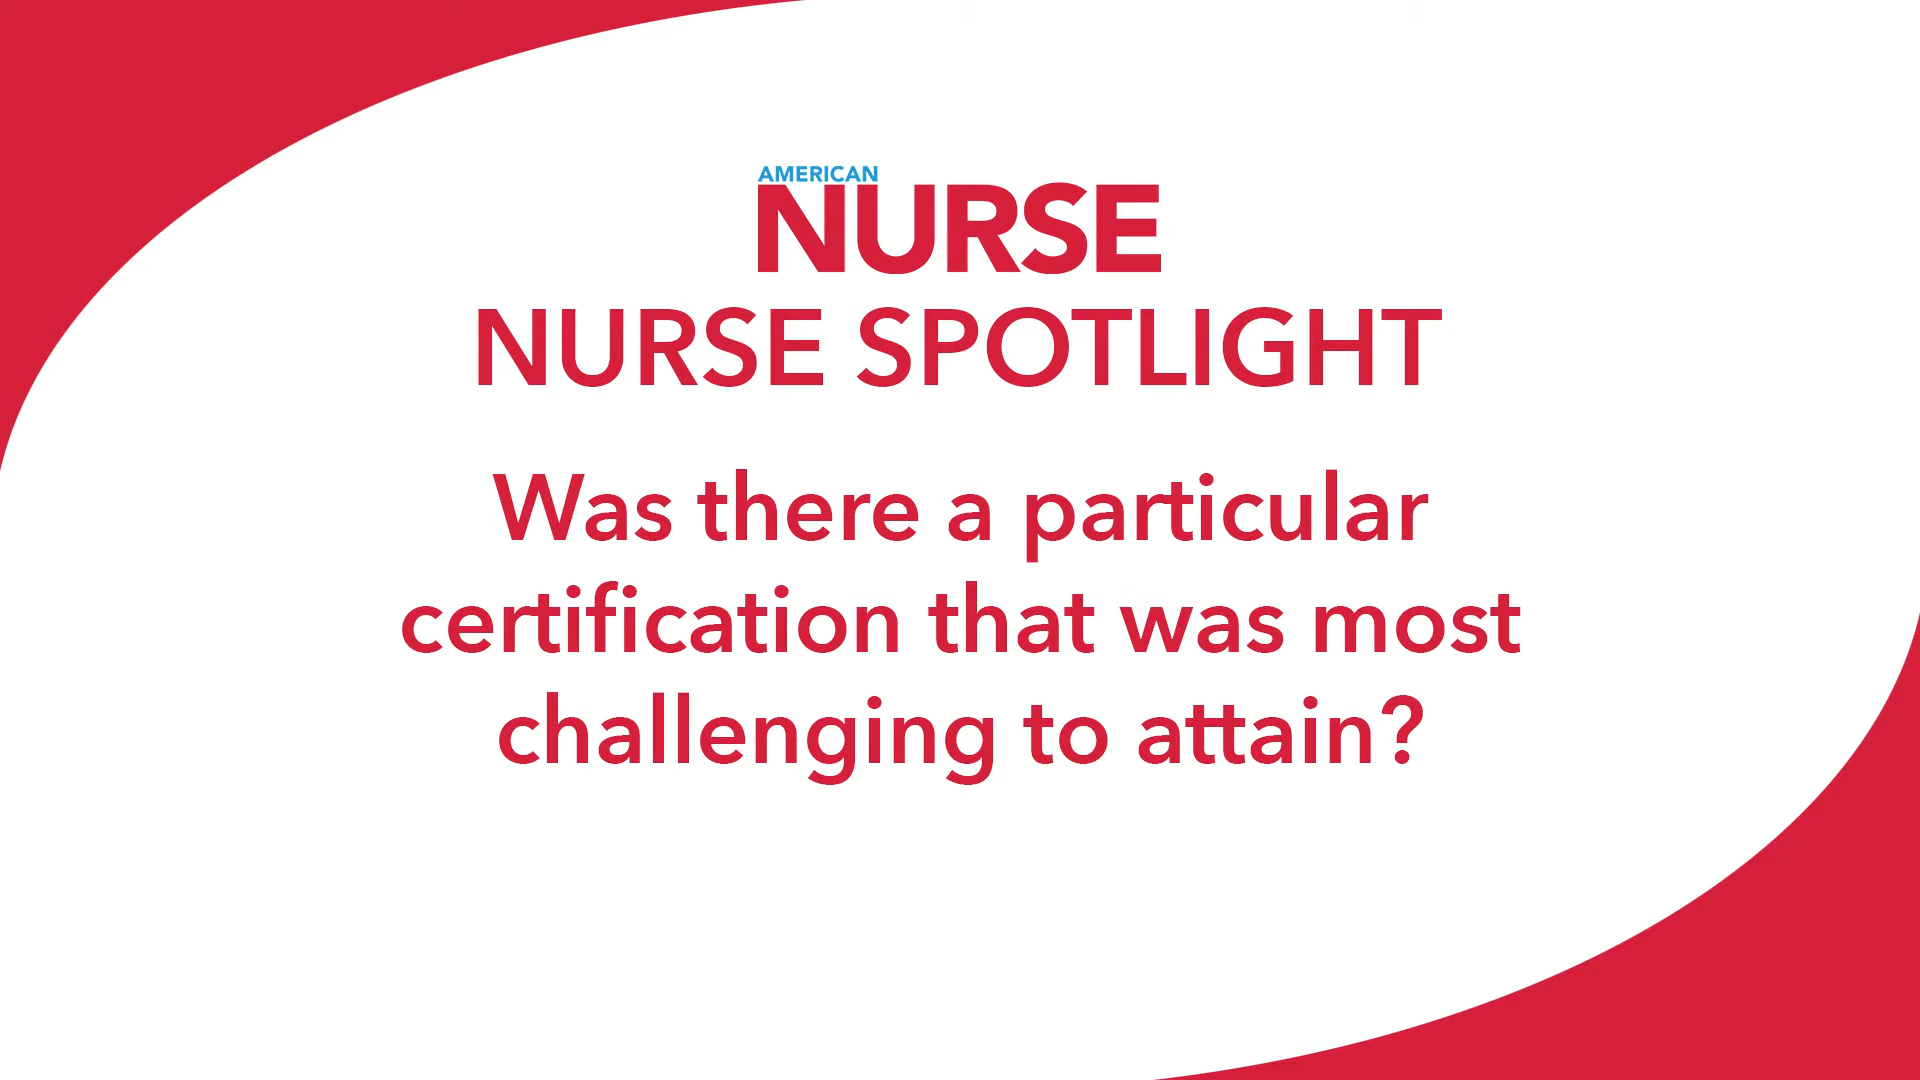 AMERICAN
NURSE
NURSE SPOTLIGHT
Was there a particular
certification that was most
challenging to attain?